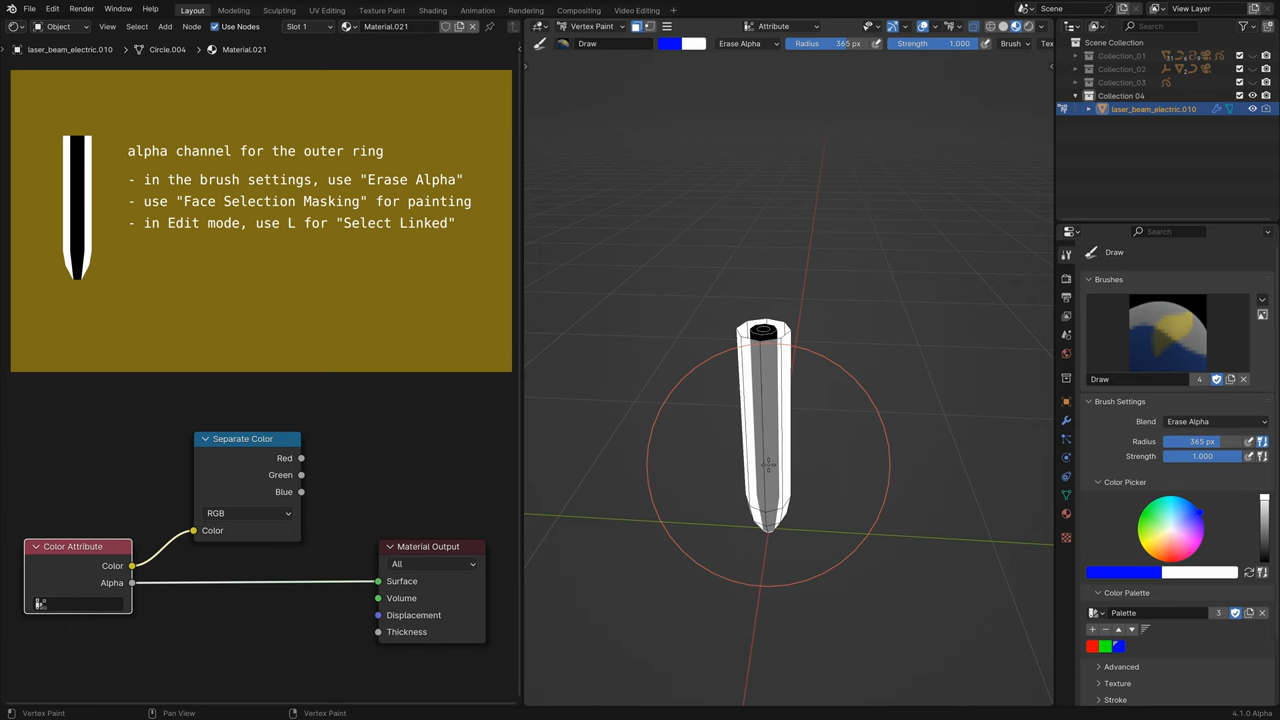 File Edit Render Window Help Layout Modeling Sculpting UV Editing Texture Paint Shading Animation Rendering Compositing Video Editing Scene View Layer
Object View Select Add Node Use Nodes Slot 1 Material.021 Vertex Paint Attribute Search
Draw Erase Alpha Radius 365 px Strength 1.000 Brush Tex
laser_beam_electric.010 Circle.004 Material.021
alpha channel for the outer ring
- in the brush settings, use "Erase Alpha"
- use "Face Selection Masking" for painting
- in Edit mode, use L for "Select Linked"
Separate Color
Red
Green
Blue
RGB
Color
Color Attribute
Color
Alpha
Material Output
All
Surface
Volume
Displacement
Thickness
Scene Collection
Collection_01
Collection_02
Collection_03
Collection 04
laser_beam_electric.010
Search
Draw
Brushes
Draw 4
Brush Settings
Blend Erase Alpha
Radius 365 px
Strength 1.000
Color Picker
Color Palette
Palette 3
Advanced
Texture
Stroke
Vertex Paint Pan View Vertex Paint 4.1.0 Alpha